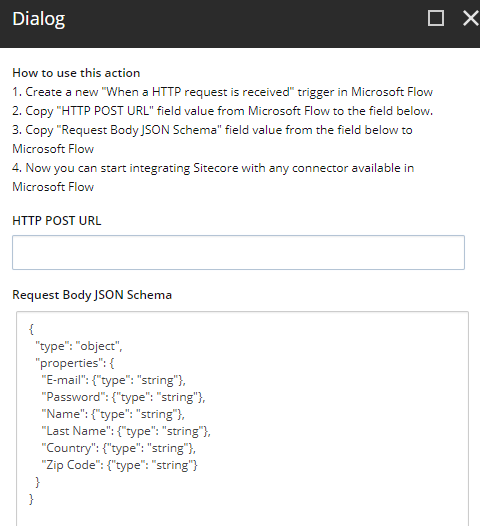 Dialog
How to use this action
1. Create a new "When a HTTP request is received" trigger in Microsoft Flow
2. Copy "HTTP POST URL" field value from Microsoft Flow to the field below.
3. Copy "Request Body JSON Schema" field value from the field below to
Microsoft Flow
4. Now you can start integrating Sitecore with any connector available in
Microsoft Flow
HTTP POST URL
Request Body JSON Schema
{
"type": "object",
"properties": {
"E-mail": {"type": "string"},
"Password": {"type": "string"},
"Name": {"type": "string"},
"Last Name": {"type": "string"},
"Country": {"type": "string"},
"Zip Code": {"type": "string"}
}
}